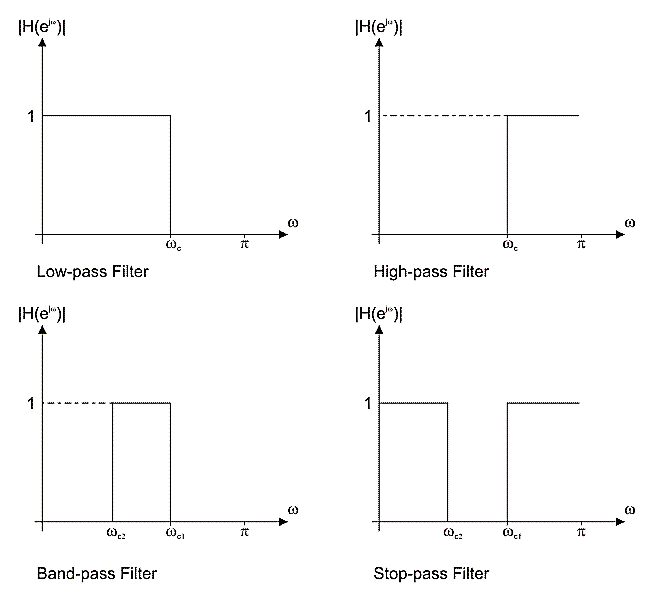 |H(e^jω)| |H(e^jω)|
1 1
ω ω
ω_c π ω_c π
Low-pass Filter High-pass Filter
|H(e^jω)| |H(e^jω)|
1 1
ω ω
ω_c2 ω_c1 π ω_c2 ω_c1 π
Band-pass Filter Stop-pass Filter